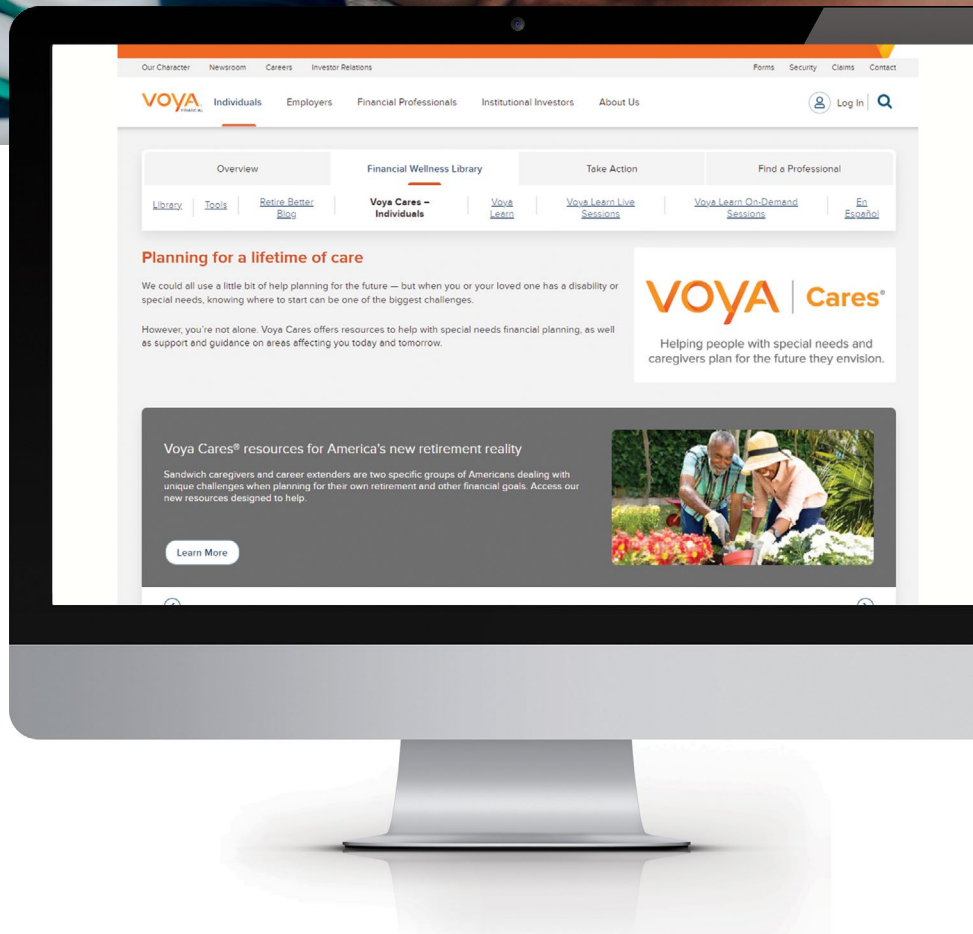 Our Character Newsroom Careers Investor Relations Forms Security Claims Contact
VOYA FINANCIAL Individuals Employers Financial Professionals Institutional Investors About Us Log In
Overview Financial Wellness Library Take Action Find a Professional
Library Tools Retire Better Blog Voya Cares – Individuals Voya Learn Voya Learn Live Sessions Voya Learn On-Demand Sessions En Español
Planning for a lifetime of care
We could all use a little bit of help planning for the future — but when you or your loved one has a disability or
special needs, knowing where to start can be one of the biggest challenges.
However, you're not alone. Voya Cares offers resources to help with special needs financial planning, as well
as support and guidance on areas affecting you today and tomorrow.
VOYA | Cares®
Helping people with special needs and
caregivers plan for the future they envision.
Voya Cares® resources for America's new retirement reality
Sandwich caregivers and career extenders are two specific groups of Americans dealing with
unique challenges when planning for their own retirement and other financial goals. Access our
new resources designed to help.
Learn More